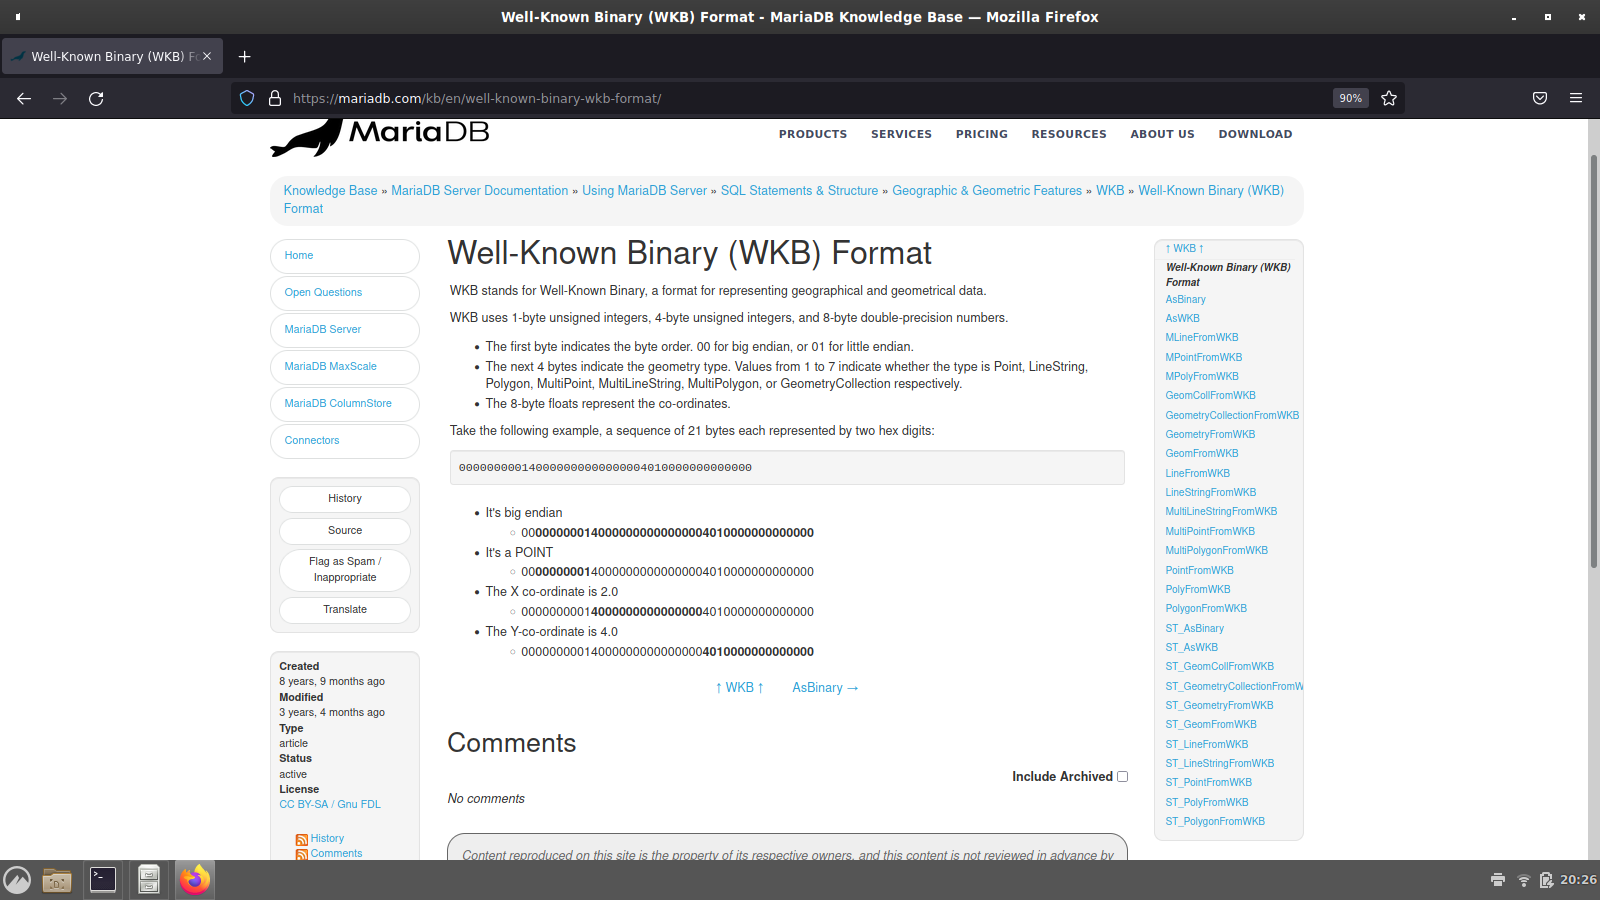 Well-Known Binary (WKB) Format - MariaDB Knowledge Base — Mozilla Firefox
Well-Known Binary (WKB) Fo
https://mariadb.com/kb/en/well-known-binary-wkb-format/
90%
MariaDB
PRODUCTS SERVICES PRICING RESOURCES ABOUT US DOWNLOAD
Knowledge Base » MariaDB Server Documentation » Using MariaDB Server » SQL Statements & Structure » Geographic & Geometric Features » WKB » Well-Known Binary (WKB)
Format
Home
Open Questions
MariaDB Server
MariaDB MaxScale
MariaDB ColumnStore
Connectors
History
Source
Flag as Spam /
Inappropriate
Translate
Created
8 years, 9 months ago
Modified
3 years, 4 months ago
Type
article
Status
active
License
CC BY-SA / Gnu FDL
History
Comments
Well-Known Binary (WKB) Format
WKB stands for Well-Known Binary, a format for representing geographical and geometrical data.
WKB uses 1-byte unsigned integers, 4-byte unsigned integers, and 8-byte double-precision numbers.
• The first byte indicates the byte order. 00 for big endian, or 01 for little endian.
• The next 4 bytes indicate the geometry type. Values from 1 to 7 indicate whether the type is Point, LineString,
Polygon, MultiPoint, MultiLineString, MultiPolygon, or GeometryCollection respectively.
• The 8-byte floats represent the co-ordinates.
Take the following example, a sequence of 21 bytes each represented by two hex digits:
000000000140000000000000004010000000000000
• It's big endian
◦ 000000000140000000000000004010000000000000
• It's a POINT
◦ 000000000140000000000000004010000000000000
• The X co-ordinate is 2.0
◦ 000000000140000000000000004010000000000000
• The Y-co-ordinate is 4.0
◦ 000000000140000000000000004010000000000000
↑ WKB ↑ AsBinary →
Comments
Include Archived
No comments
Content reproduced on this site is the property of its respective owners, and this content is not reviewed in advance by
↑ WKB ↑
Well-Known Binary (WKB)
Format
AsBinary
AsWKB
MLineFromWKB
MPointFromWKB
MPolyFromWKB
GeomCollFromWKB
GeometryCollectionFromWKB
GeometryFromWKB
GeomFromWKB
LineFromWKB
LineStringFromWKB
MultiLineStringFromWKB
MultiPointFromWKB
MultiPolygonFromWKB
PointFromWKB
PolyFromWKB
PolygonFromWKB
ST_AsBinary
ST_AsWKB
ST_GeomCollFromWKB
ST_GeometryCollectionFromW
ST_GeometryFromWKB
ST_GeomFromWKB
ST_LineFromWKB
ST_LineStringFromWKB
ST_PointFromWKB
ST_PolyFromWKB
ST_PolygonFromWKB
20:26